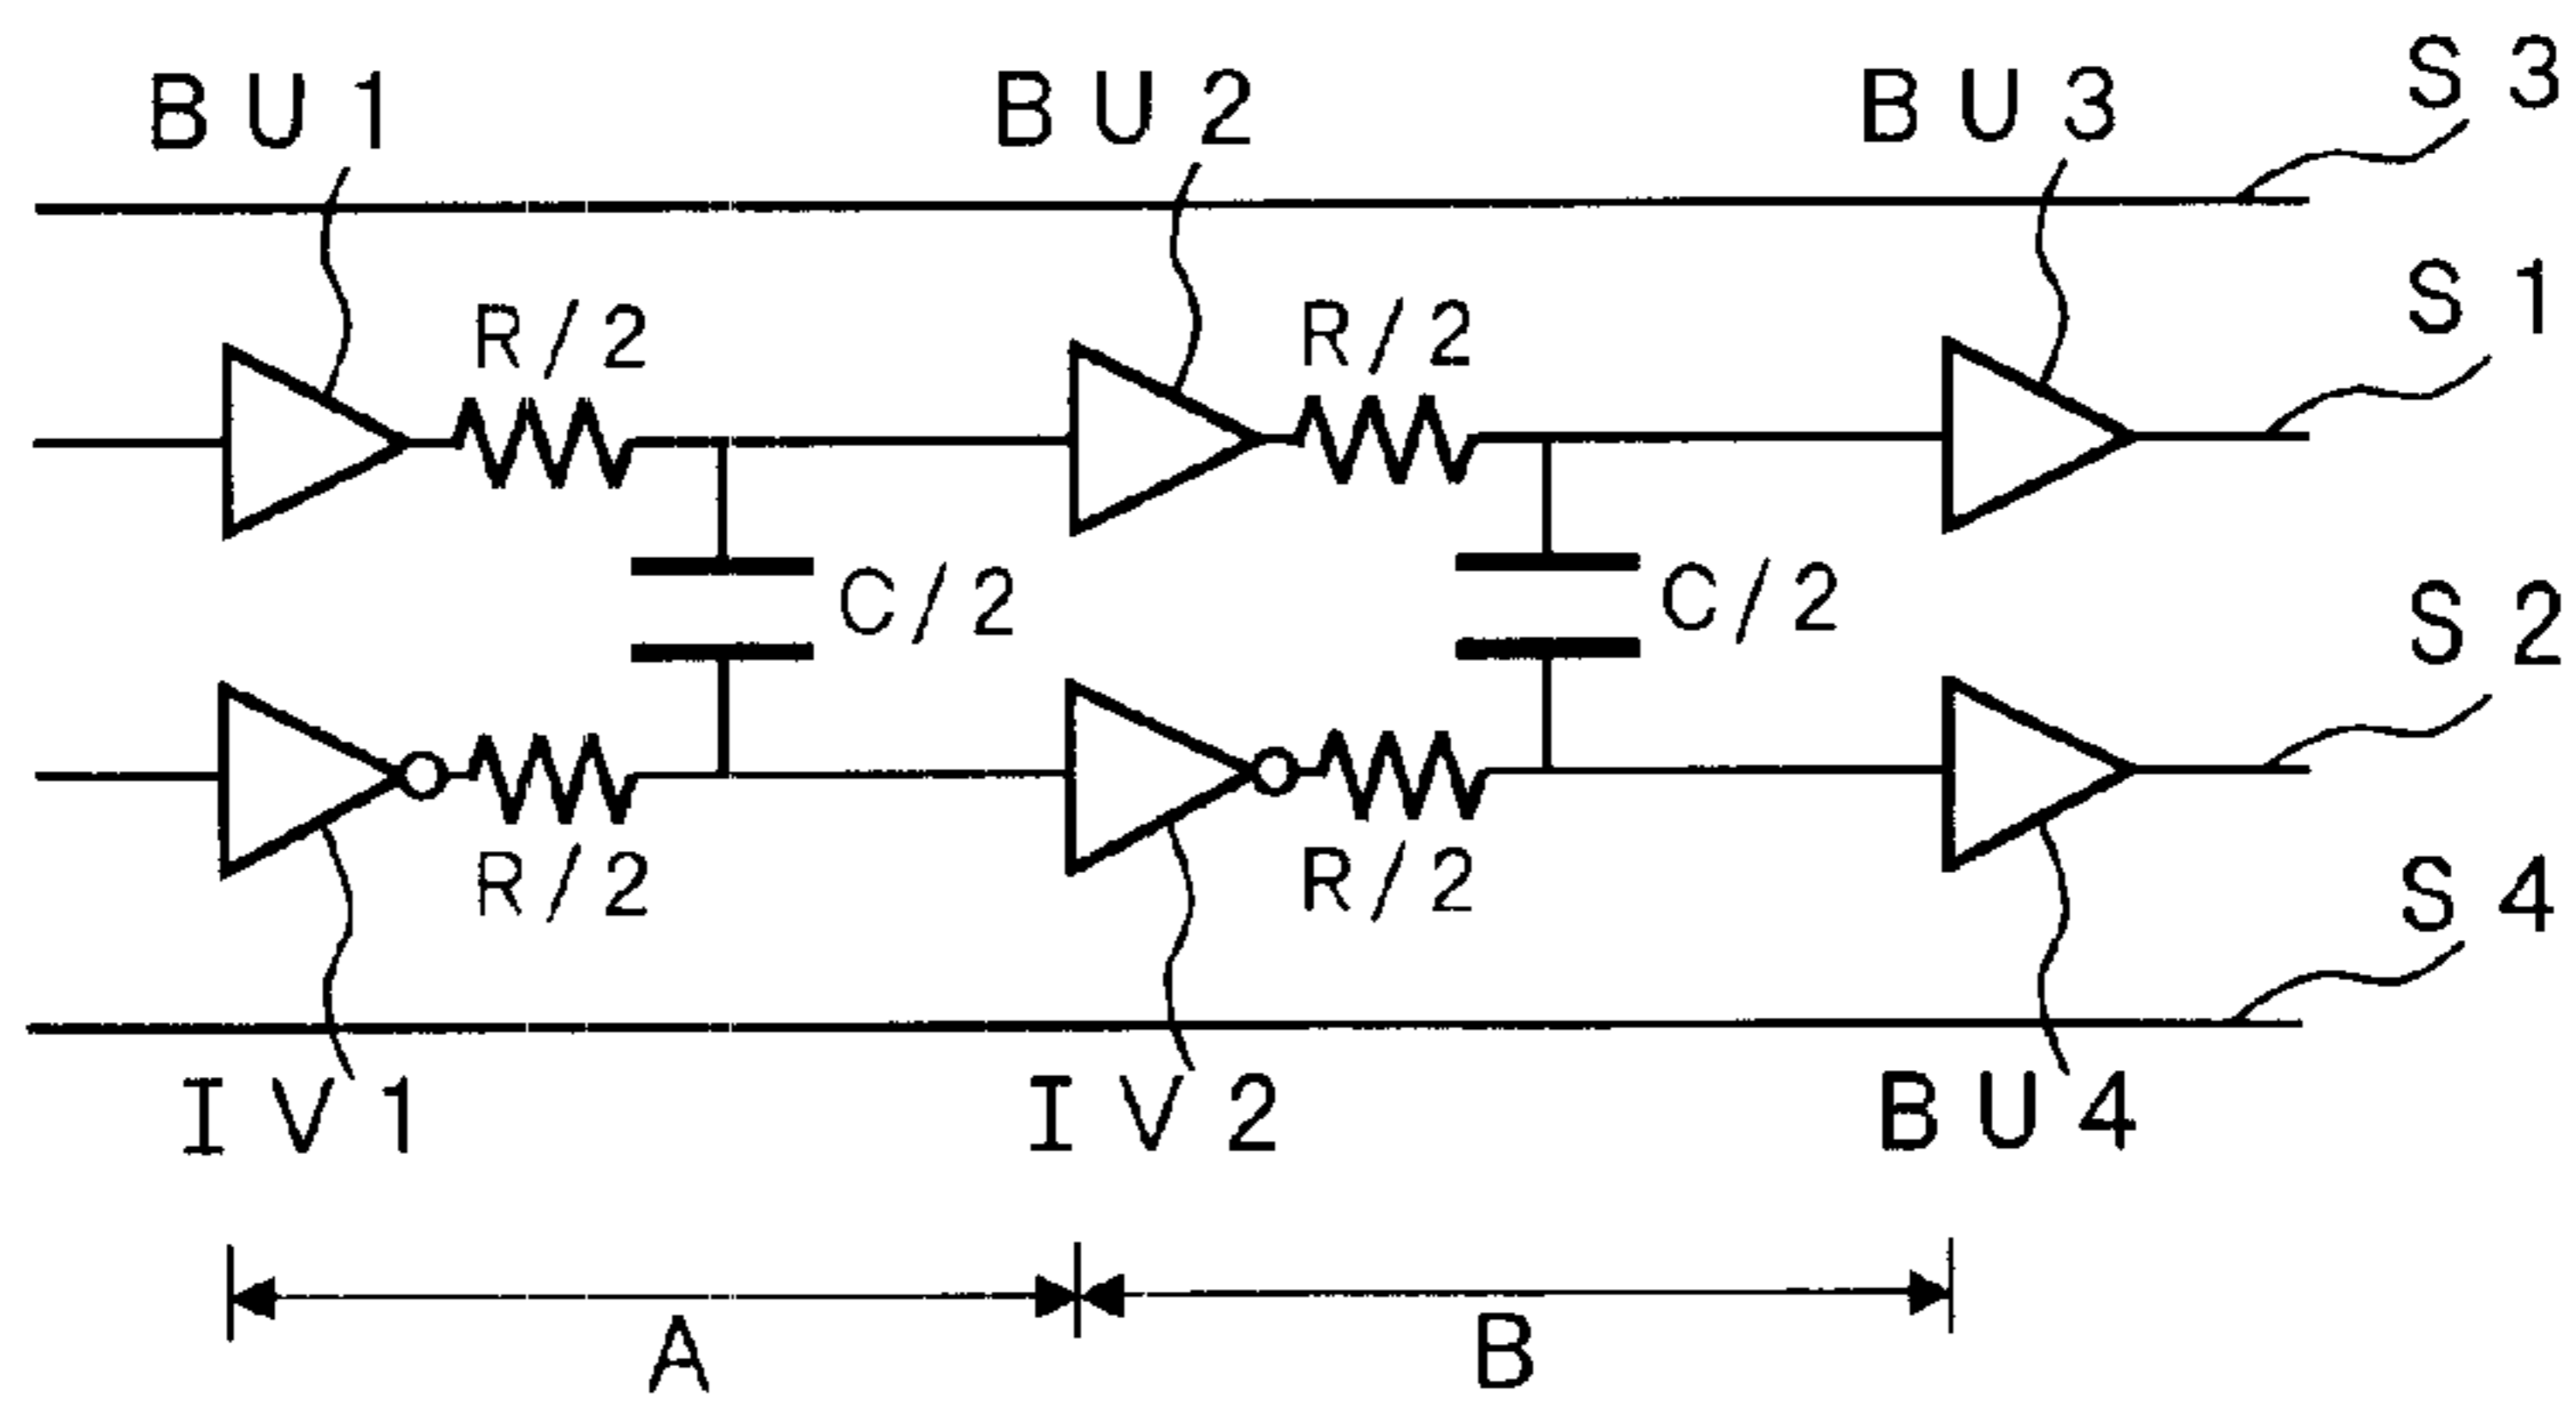 BU1 BU2 BU3 S3
R/2 R/2 S1
C/2 C/2 S2
R/2 R/2 S4
IV1 IV2 BU4
A B